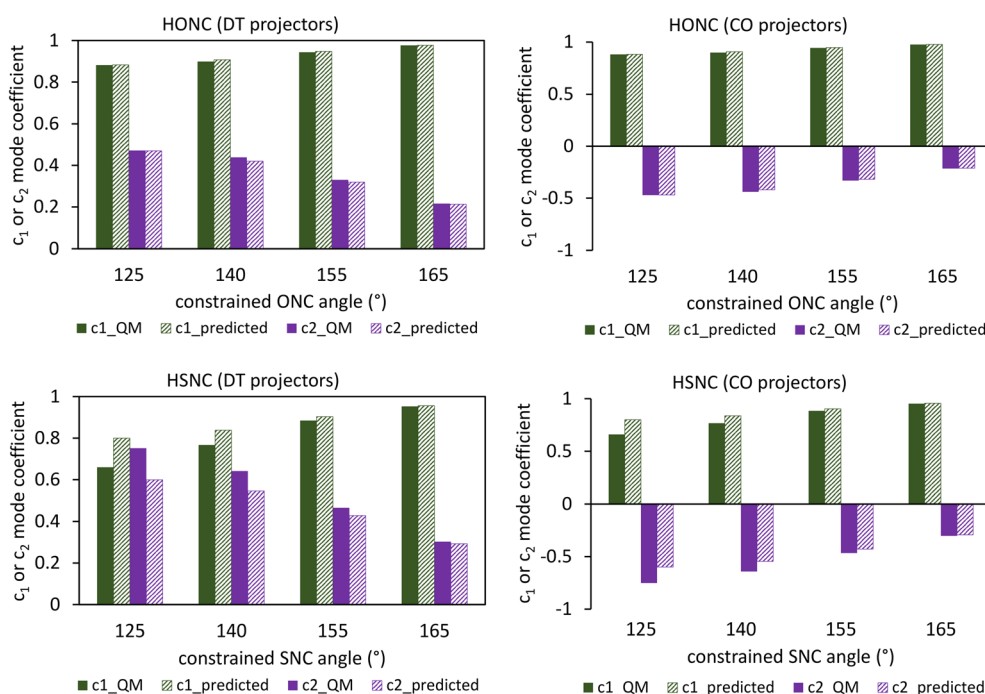 HONC (DT projectors)
c1 or c2 mode coefficient
1
0.8
0.6
0.4
0.2
0
125 140 155 165
constrained ONC angle (°)
c1_QM c1_predicted c2_QM c2_predicted
HONC (CO projectors)
c1 or c2 mode coefficient
1
0.5
0
-0.5
-1
125 140 155 165
constrained ONC angle (°)
c1_QM c1_predicted c2_QM c2_predicted
HSNC (DT projectors)
c1 or c2 mode coefficient
1
0.8
0.6
0.4
0.2
0
125 140 155 165
constrained SNC angle (°)
c1_QM c1_predicted c2_QM c2_predicted
HSNC (CO projectors)
c1 or c2 mode coefficient
1
0.5
0
-0.5
-1
125 140 155 165
constrained SNC angle (°)
c1_QM c1_predicted c2_QM c2_predicted